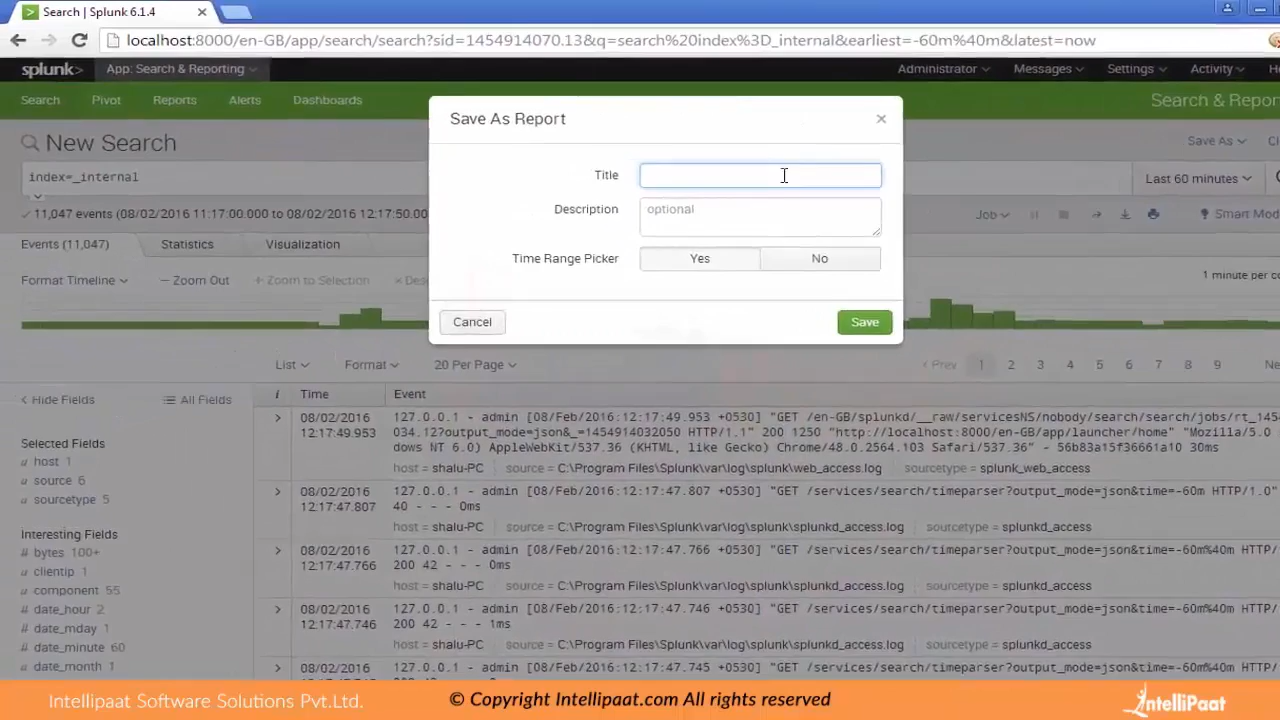 Search | Splunk 6.1.4
localhost:8000/en-GB/app/search/search?sid=1454914070.13&q=search%20index%3D_internal&earliest=-60m%40m&latest=now
splunk> App: Search & Reporting Administrator Messages Settings Activity
Search Pivot Reports Alerts Dashboards Search & Repor
Save As Report
New Search Save As
Title
index=_internal Last 60 minutes
Description optional
11,047 events (08/02/2016 11:17:00.000 to 08/02/2016 12:17:50.00 Job Smart Mod
Events (11,047) Statistics Visualization
Time Range Picker Yes No
Format Timeline — Zoom Out + Zoom to Selection × Des 1 minute per co
Cancel Save
List Format 20 Per Page Prev 1 2 3 4 5 6 7 8 9 Ne
Hide Fields All Fields
i Time Event
Selected Fields
a host 1
a source 6
a sourcetype 5
Interesting Fields
# bytes 100+
a clientip 1
a component 55
# date_hour 2
# date_mday 1
# date_minute 60
a date_month 1
08/02/2016 12:17:49.953
127.0.0.1 - admin [08/Feb/2016:12:17:49.953 +0530] "GET /en-GB/splunkd/__raw/servicesNS/nobody/search/search/jobs/rt_145
034.12?output_mode=json&_=1454914032050 HTTP/1.1" 200 1250 "http://localhost:8000/en-GB/app/launcher/home" "Mozilla/5.0
dows NT 6.0) AppleWebKit/537.36 (KHTML, like Gecko) Chrome/48.0.2564.103 Safari/537.36" - 56b83a15f36661a10 30ms
host = shalu-PC source = C:\Program Files\Splunk\var\log\splunk\web_access.log sourcetype = splunk_web_access
08/02/2016 12:17:47.807
127.0.0.1 - admin [08/Feb/2016:12:17:47.807 +0530] "GET /services/search/timeparser?output_mode=json&time=-60m HTTP/1.0"
40 - - - 0ms
host = shalu-PC source = C:\Program Files\Splunk\var\log\splunk\splunkd_access.log sourcetype = splunkd_access
08/02/2016 12:17:47.766
127.0.0.1 - admin [08/Feb/2016:12:17:47.766 +0530] "GET /services/search/timeparser?output_mode=json&time=-60m%40m HTTP/
200 42 - - - 0ms
host = shalu-PC source = C:\Program Files\Splunk\var\log\splunk\splunkd_access.log sourcetype = splunkd_access
08/02/2016 12:17:47.746
127.0.0.1 - admin [08/Feb/2016:12:17:47.746 +0530] "GET /services/search/timeparser?output_mode=json&time=-60m%40m HTTP/
200 42 - - - 1ms
host = shalu-PC source = C:\Program Files\Splunk\var\log\splunk\splunkd_access.log sourcetype = splunkd_access
08/02/2016 12:17:47.745
127.0.0.1 - admin [08/Feb/2016:12:17:47.745 +0530] "GET /services/search/timeparser?output_mode=json&time=-60m%40m HTTP/
Intellipaat Software Solutions Pvt.Ltd. © Copyright Intellipaat.com All rights reserved IntelliPaat